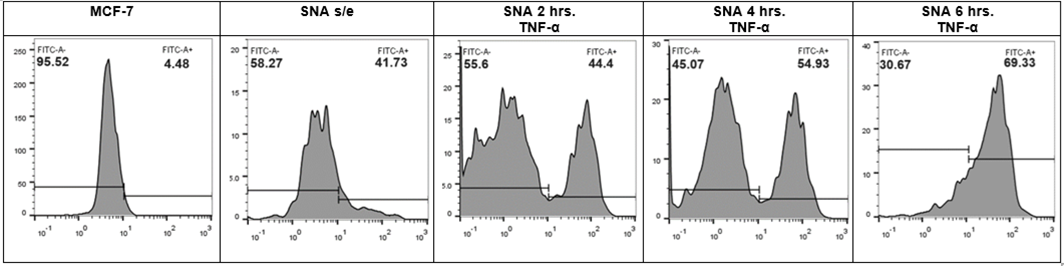 MCF-7
FITC-A- FITC-A+
95.52 4.48
250
200
150
100
50
0
10-1 100 101 102 103
SNA s/e
FITC-A- FITC-A+
58.27 41.73
20
15
10
5.0
0
10-1 100 101 102 103
SNA 2 hrs.
TNF-α
FITC-A- FITC-A+
55.6 44.4
25
20
15
10
5.0
0
10-1 100 101 102 103
SNA 4 hrs.
TNF-α
FITC-A- FITC-A+
45.07 54.93
30
20
10
0
10-1 100 101 102 103
SNA 6 hrs.
TNF-α
FITC-A- FITC-A+
30.67 69.33
40
30
20
10
0
10-1 100 101 102 103